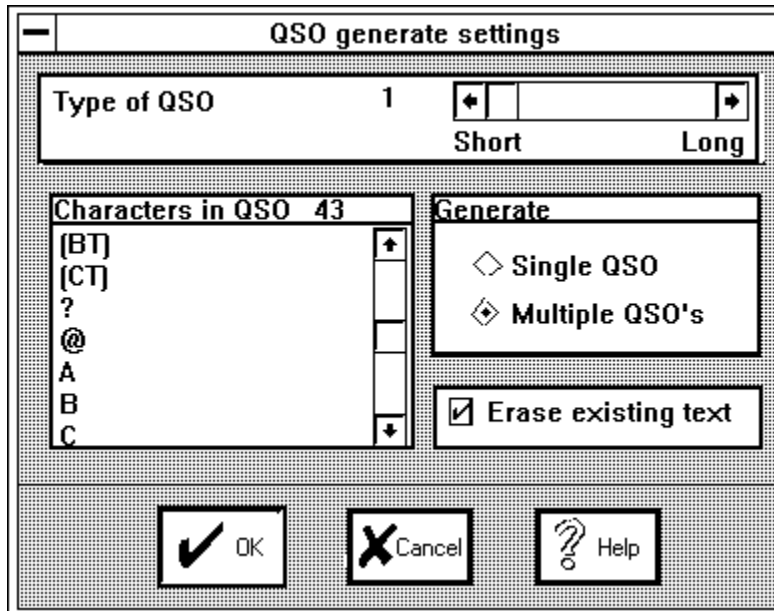 QSO generate settings
Type of QSO 1
Short Long
Characters in QSO 43
(BT)
(CT)
?
@
A
B
C
Generate
Single QSO
Multiple QSO's
Erase existing text
OK
Cancel
Help